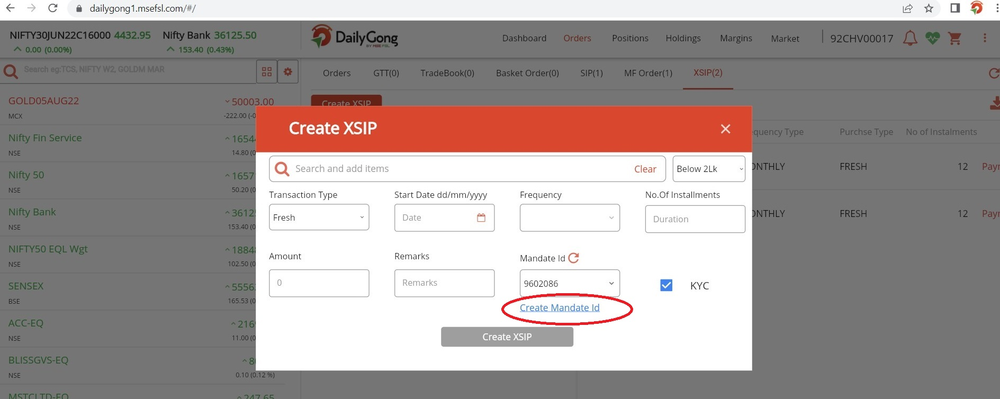 dailygong1.msefsl.com/#/
NIFTY30JUN22C16000 4432.95
0.00 (0.00%)
Nifty Bank 36125.50
153.40 (0.43%)
DailyGong
BY MSE FSL
Dashboard Orders Positions Holdings Margins Market 92CHV00017
Search eg:TCS, NIFTY W2, GOLDM MAR
Orders GTT(0) TradeBook(0) Basket Order(0) SIP(1) MF Order(1) XSIP(2)
Create XSIP
GOLD05AUG22 50003.00
MCX -222.00 (-0
Nifty Fin Service 1654
NSE 14.80 (0
Nifty 50 1657
NSE 50.20 (0
Nifty Bank 3612
NSE 153.40 (0
NIFTY50 EQL Wgt 1884
NSE 102.50 (0
SENSEX 5556
BSE 165.53 (0
ACC-EQ 216
NSE 11.00 (0
BLISSGVS-EQ 8
NSE 0.10 (0.12 %)
MSTCLTD-EQ 247.65
Create XSIP
Search and add items Clear Below 2Lk
Transaction Type Start Date dd/mm/yyyy Frequency No.Of Installments
Fresh Date Duration
Amount Remarks Mandate Id
0 Remarks 9602086 KYC
Create Mandate Id
Create XSIP
quency Type Purchse Type No of Instalments
ONTHLY FRESH 12 Payr
ONTHLY FRESH 12 Payr